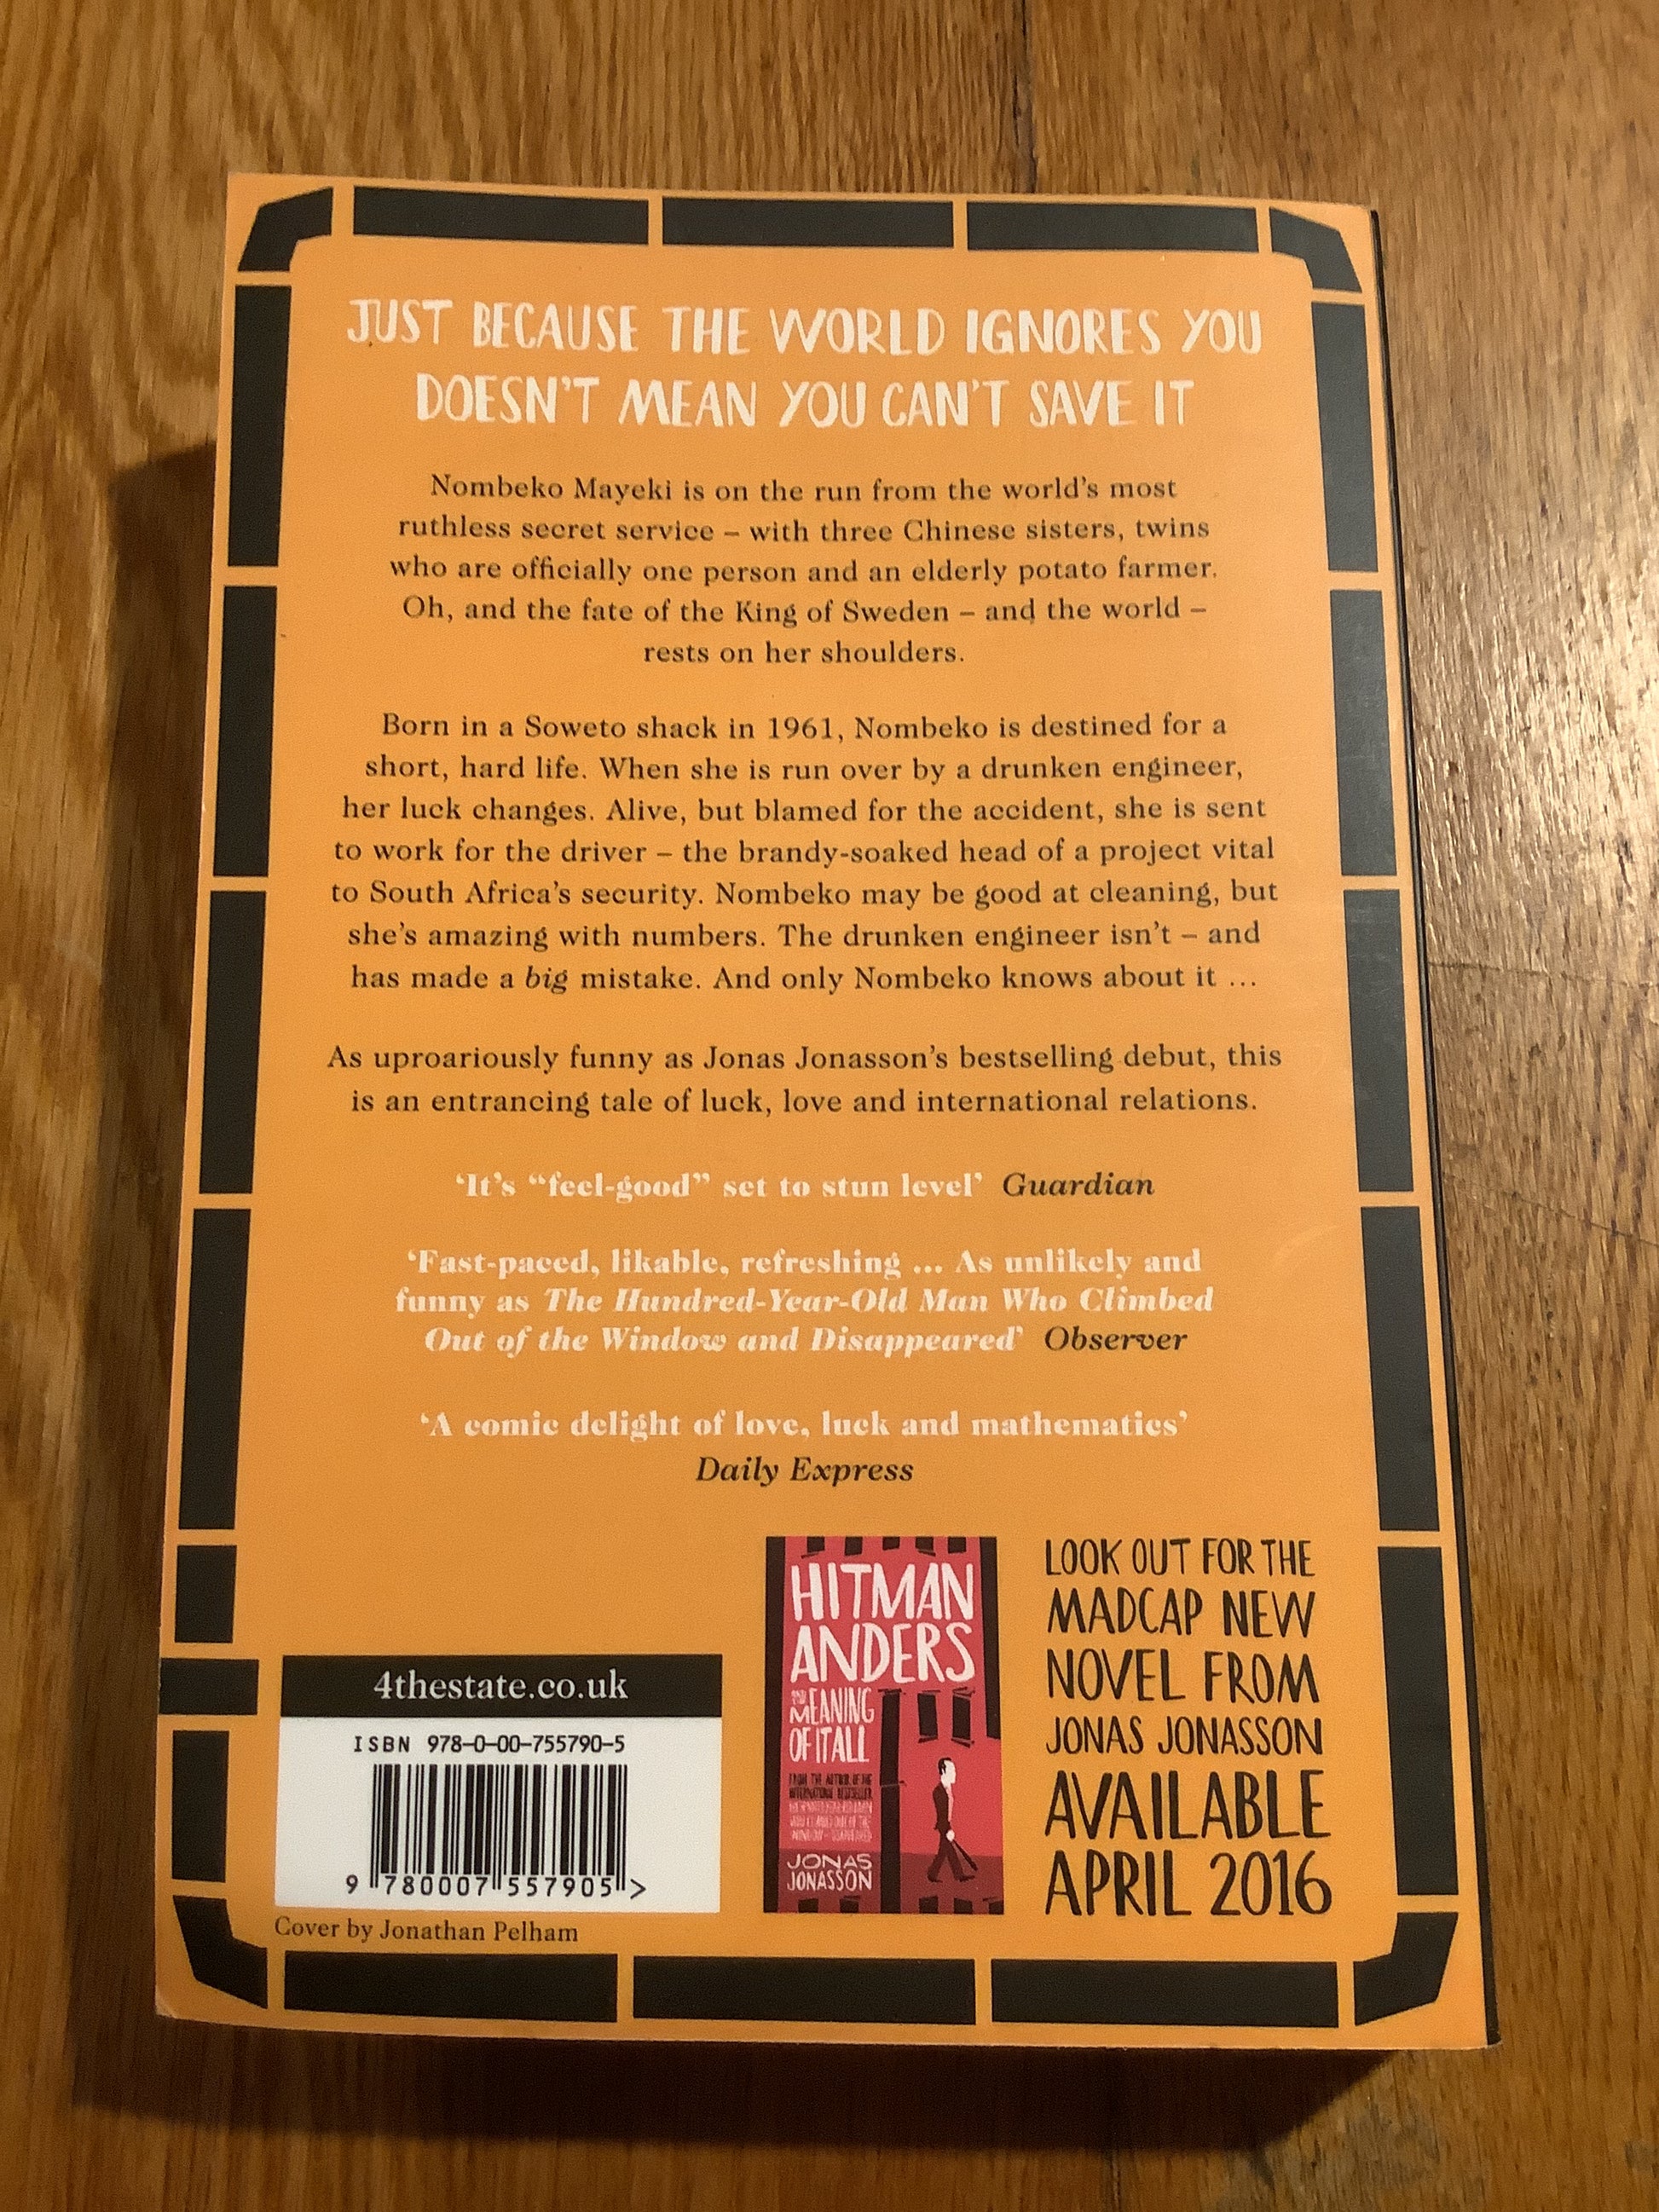 JUST BECAUSE THE WORLD IGNORES YOU
DOESN'T MEAN YOU CAN'T SAVE IT
Nombeko Mayeki is on the run from the world's most
ruthless secret service – with three Chinese sisters, twins
who are officially one person and an elderly potato farmer.
Oh, and the fate of the King of Sweden – and the world –
rests on her shoulders.
Born in a Soweto shack in 1961, Nombeko is destined for a
short, hard life. When she is run over by a drunken engineer,
her luck changes. Alive, but blamed for the accident, she is sent
to work for the driver – the brandy-soaked head of a project vital
to South Africa's security. Nombeko may be good at cleaning, but
she's amazing with numbers. The drunken engineer isn't – and
has made a big mistake. And only Nombeko knows about it ...
As uproariously funny as Jonas Jonasson's bestselling debut, this
is an entrancing tale of luck, love and international relations.
‘It's “feel-good” set to stun level’ Guardian
‘Fast-paced, likable, refreshing ... As unlikely and
funny as The Hundred-Year-Old Man Who Climbed
Out of the Window and Disappeared’ Observer
‘A comic delight of love, luck and mathematics’
Daily Express
4thestate.co.uk
ISBN 978-0-00-755790-5
9 780007 557905 >
Cover by Jonathan Pelham
HITMAN
ANDERS
AND THE
MEANING
OF IT ALL
FROM THE AUTHOR OF THE
INTERNATIONAL BESTSELLER
JONAS
JONASSON
LOOK OUT FOR THE
MADCAP NEW
NOVEL FROM
JONAS JONASSON
AVAILABLE
APRIL 2016